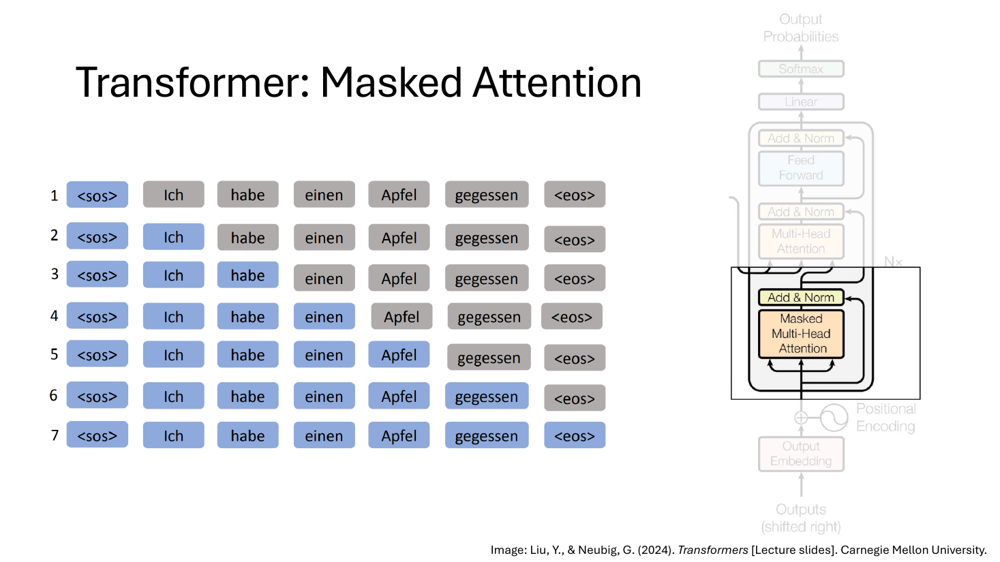 Transformer: Masked Attention
1 <sos> Ich habe einen Apfel gegessen <eos>
2 <sos> Ich habe einen Apfel gegessen <eos>
3 <sos> Ich habe einen Apfel gegessen <eos>
4 <sos> Ich habe einen Apfel gegessen <eos>
5 <sos> Ich habe einen Apfel gegessen <eos>
6 <sos> Ich habe einen Apfel gegessen <eos>
7 <sos> Ich habe einen Apfel gegessen <eos>
Output
Probabilities
Softmax
Linear
Add & Norm
Feed
Forward
Add & Norm
Multi-Head
Attention
N×
Add & Norm
Masked
Multi-Head
Attention
Positional
Encoding
Output
Embedding
Outputs
(shifted right)
Image: Liu, Y., & Neubig, G. (2024). Transformers [Lecture slides]. Carnegie Mellon University.